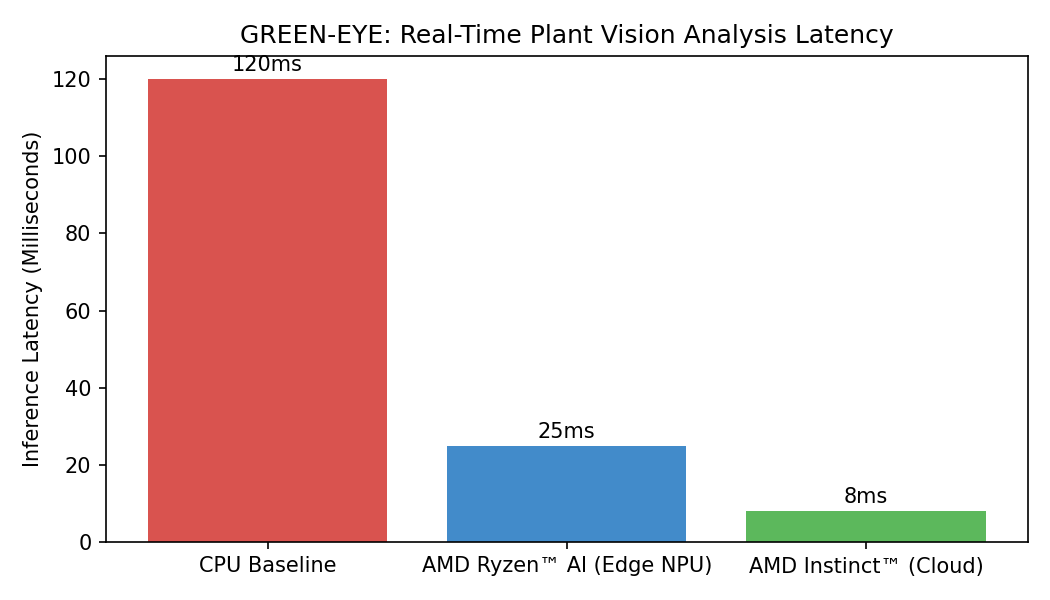 GREEN-EYE: Real-Time Plant Vision Analysis Latency
120ms
25ms
8ms
Inference Latency (Milliseconds)
120
100
80
60
40
20
0
CPU Baseline
AMD Ryzen™ AI (Edge NPU)
AMD Instinct™ (Cloud)